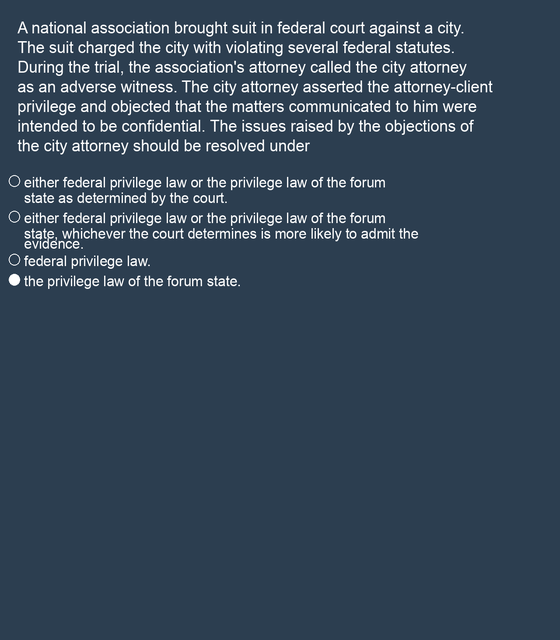 A national association brought suit in federal court against a city.
The suit charged the city with violating several federal statutes.
During the trial, the association's attorney called the city attorney
as an adverse witness. The city attorney asserted the attorney-client
privilege and objected that the matters communicated to him were
intended to be confidential. The issues raised by the objections of
the city attorney should be resolved under
either federal privilege law or the privilege law of the forum
state as determined by the court.
either federal privilege law or the privilege law of the forum
state, whichever the court determines is more likely to admit the
evidence.
federal privilege law.
the privilege law of the forum state.